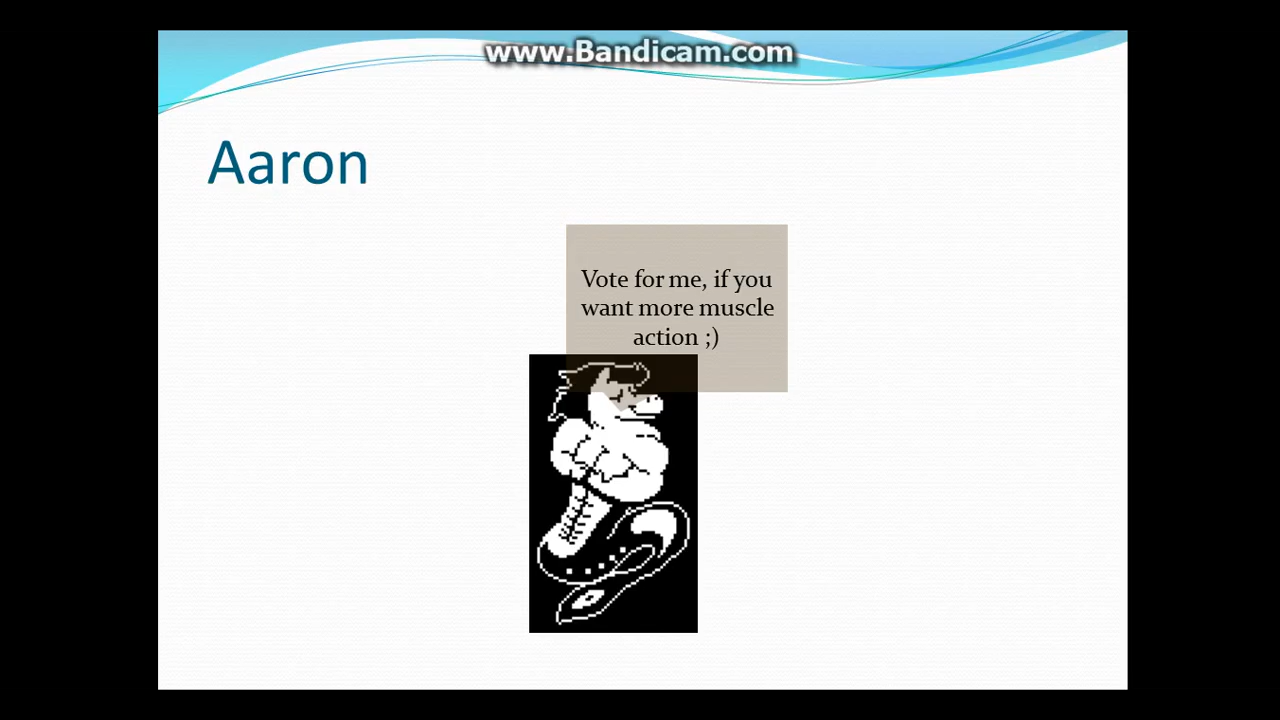 www.Bandicam.com
Aaron
Vote for me, if you
want more muscle
action ;)